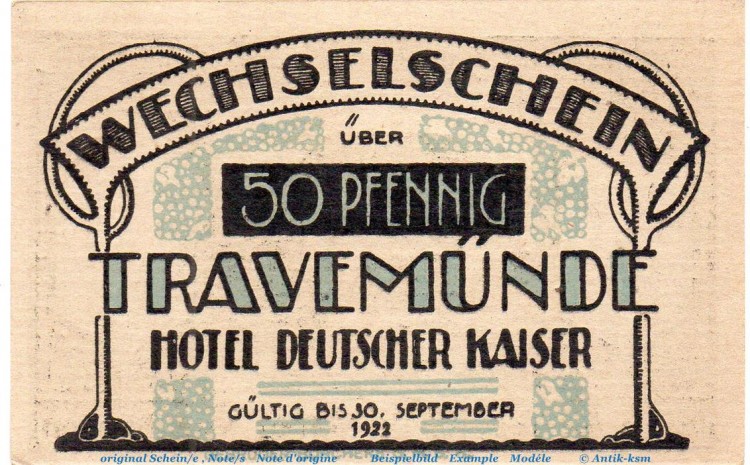 WECHSELSCHEIN
ÜBER
50 PFENNIG
TRAVEMÜNDE
HOTEL DEUTSCHER KAISER
GÜLTIG BIS 30. SEPTEMBER
1922
original Schein/e , Note/s Note d'origine Beispielbild Example Modéle © Antik-ksm